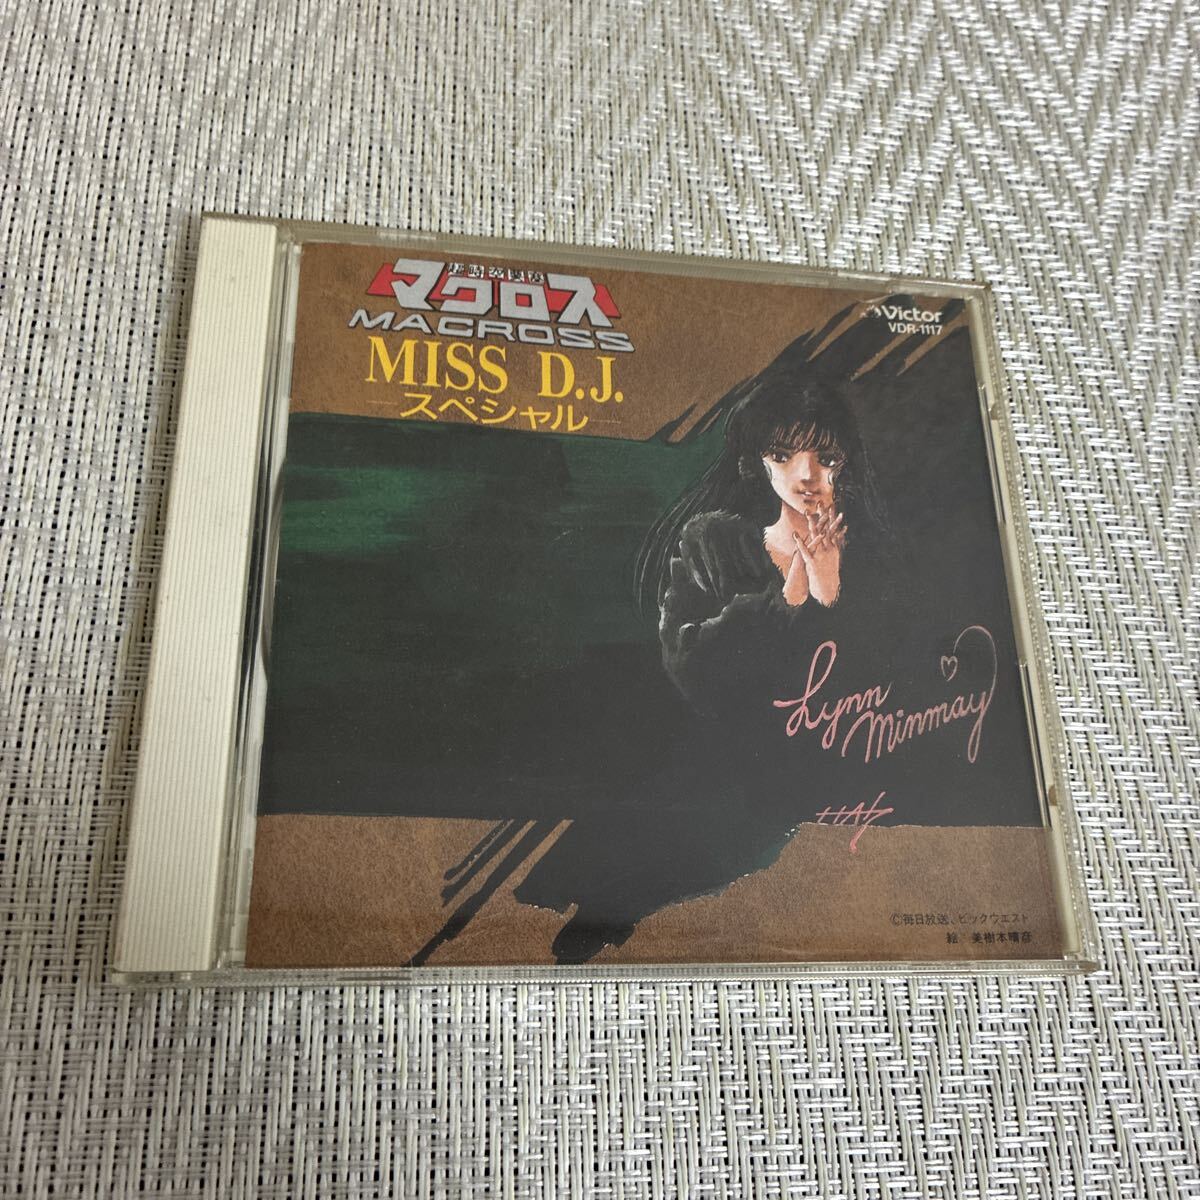 超時空要塞
マクロス
MACROSS
MISS D.J.
スペシャル
Victor
VDR-1117
Lynn
Minmay
©毎日放送、ビックウエスト
絵 美樹本晴彦